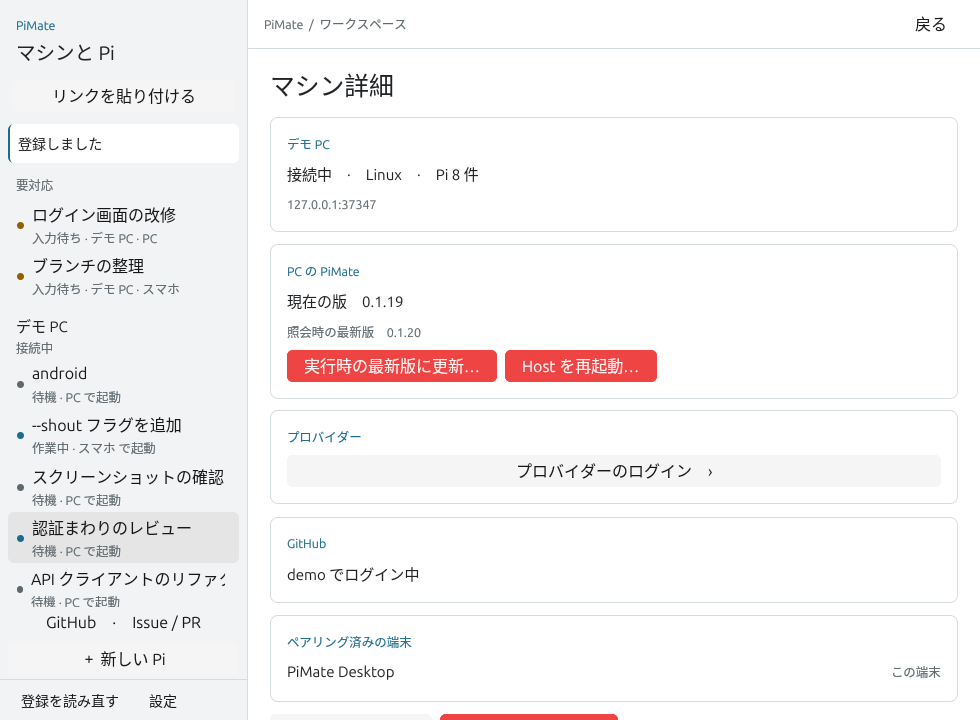 PiMate
マシンと Pi
リンクを貼り付ける
登録しました
要対応
ログイン画面の改修
入力待ち · デモ PC · PC
ブランチの整理
入力待ち · デモ PC · スマホ
デモ PC
接続中
android
待機 · PC で起動
--shout フラグを追加
作業中 · スマホ で起動
スクリーンショットの確認
待機 · PC で起動
認証まわりのレビュー
待機 · PC で起動
API クライアントのリファク
待機 · PC で起動
GitHub · Issue / PR
+ 新しい Pi
登録を読み直す 設定
PiMate / ワークスペース 戻る
マシン詳細
デモ PC
接続中 · Linux · Pi 8 件
127.0.0.1:37347
PC の PiMate
現在の版 0.1.19
照会時の最新版 0.1.20
実行時の最新版に更新… Host を再起動…
プロバイダー
プロバイダーのログイン ›
GitHub
demo でログイン中
ペアリング済みの端末
PiMate Desktop この端末